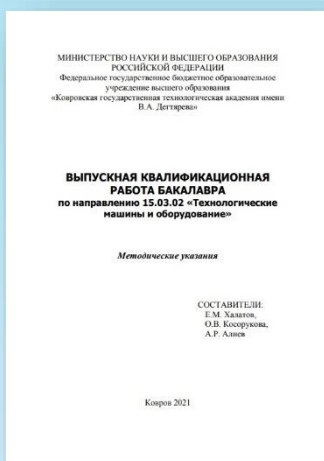 МИНИСТЕРСТВО НАУКИ И ВЫСШЕГО ОБРАЗОВАНИЯ
РОССИЙСКОЙ ФЕДЕРАЦИИ
Федеральное государственное бюджетное образовательное
учреждение высшего образования
«Ковровская государственная технологическая академия имени
В.А. Дегтярева»
ВЫПУСКНАЯ КВАЛИФИКАЦИОННАЯ
РАБОТА БАКАЛАВРА
по направлению 15.03.02 «Технологические
машины и оборудование»
Методические указания
СОСТАВИТЕЛИ:
Е.М. Халатов,
О.В. Косорукова,
А.Р. Алиев
Ковров 2021